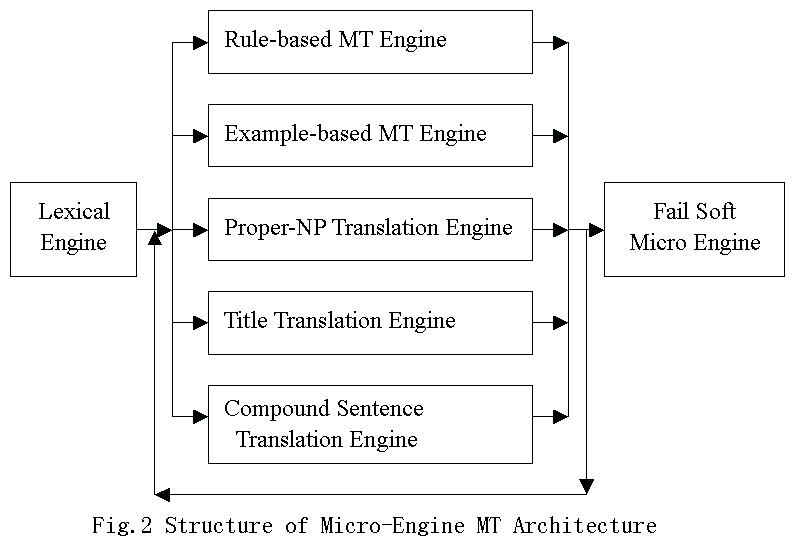 Rule-based MT Engine
Example-based MT Engine
Lexical
Engine
Proper-NP Translation Engine
Fail Soft
Micro Engine
Title Translation Engine
Compound Sentence
Translation Engine
Fig.2 Structure of Micro-Engine MT Architecture